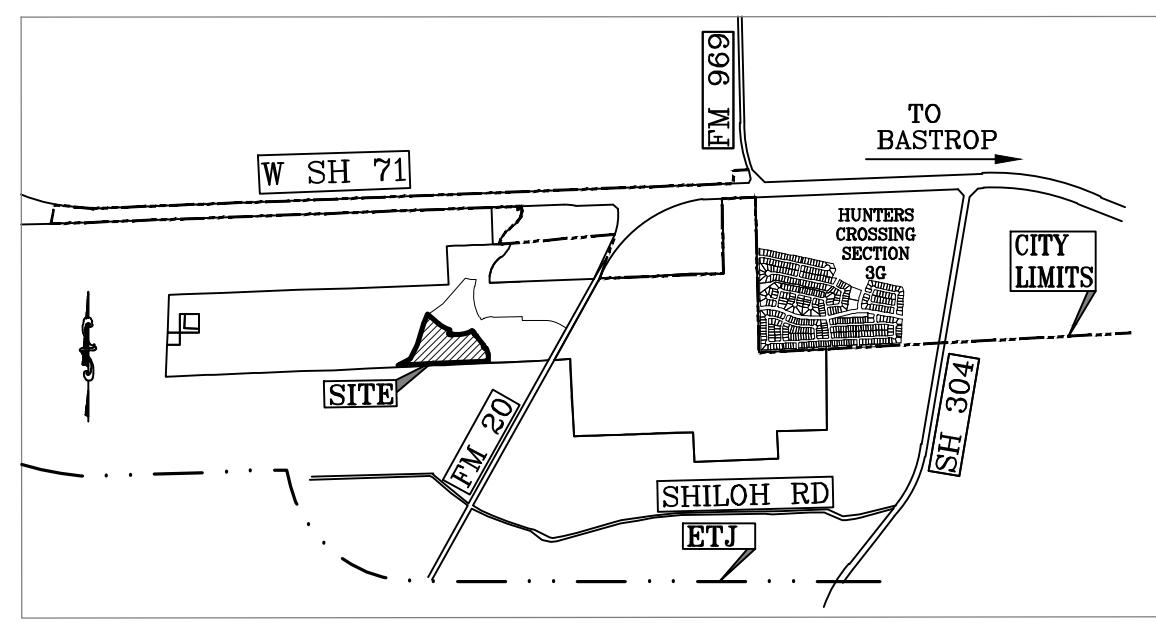 FM 969
TO
BASTROP
W SH 71
HUNTERS
CROSSING
SECTION
3G
CITY
LIMITS
SITE
FM 20
SH 304
SHILOH RD
ETJ